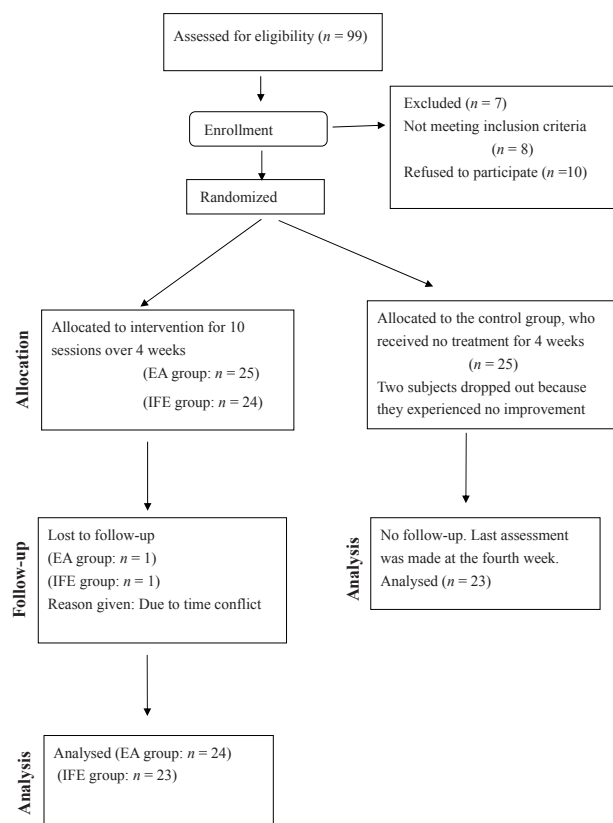 Assessed for eligibility (n = 99)
Enrollment
Excluded (n = 7)
Not meeting inclusion criteria
(n = 8)
Refused to participate (n =10)
Randomized
Allocation
Allocated to intervention for 10
sessions over 4 weeks
(EA group: n = 25)
(IFE group: n = 24)
Allocated to the control group, who
received no treatment for 4 weeks
(n = 25)
Two subjects dropped out because
they experienced no improvement
Follow-up
Lost to follow-up
(EA group: n = 1)
(IFE group: n = 1)
Reason given: Due to time conflict
Analysis
No follow-up. Last assessment
was made at the fourth week.
Analysed (n = 23)
Analysis
Analysed (EA group: n = 24)
(IFE group: n = 23)